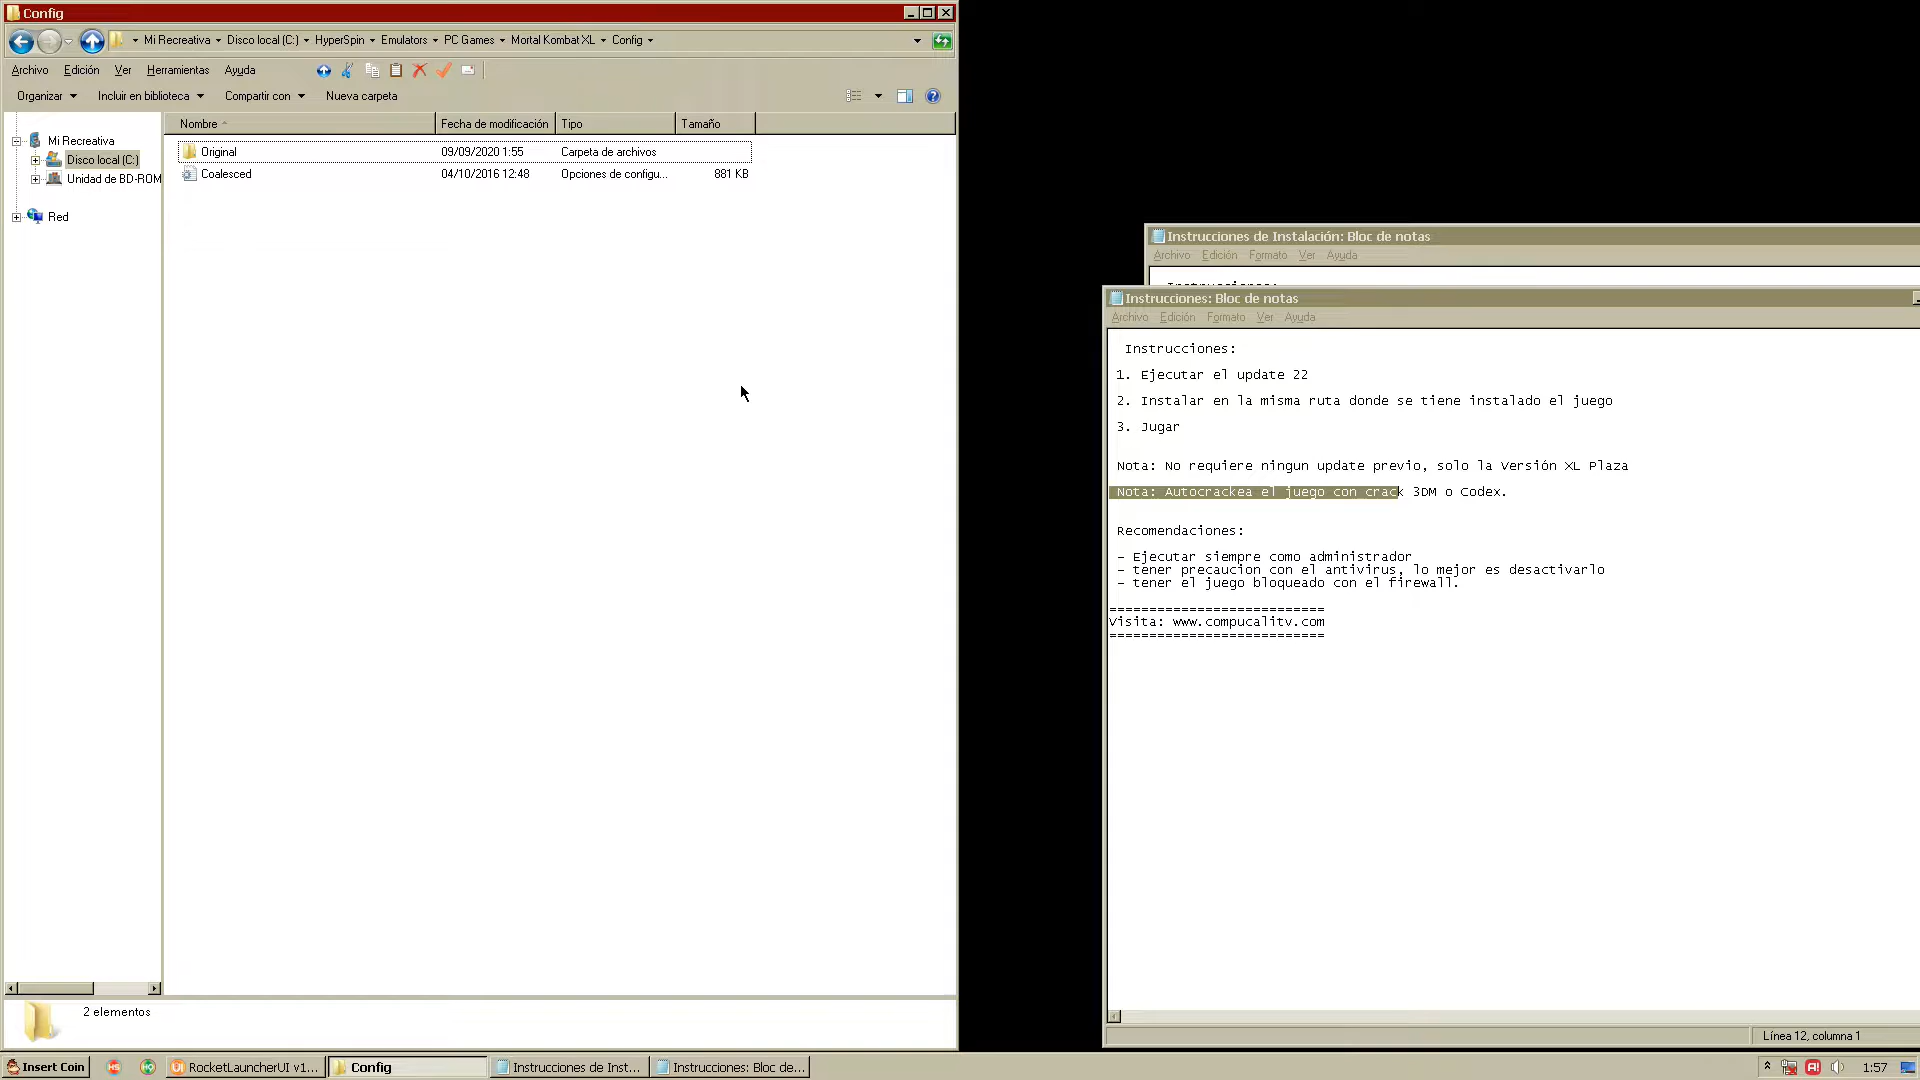 Config
Mi Recreativa Disco local (C:) HyperSpin Emulators PC Games Mortal Kombat XL Config
Archivo Edición Ver Herramientas Ayuda
Organizar Incluir en biblioteca Compartir con Nueva carpeta
Nombre Fecha de modificación Tipo Tamaño
Mi Recreativa
Disco local (C:)
Unidad de BD-ROM
Red
Original 09/09/2020 1:55 Carpeta de archivos
Coalesced 04/10/2016 12:48 Opciones de configu... 881 KB
2 elementos
Instrucciones de Instalación: Bloc de notas
Archivo Edición Formato Ver Ayuda
Instrucciones:
Instrucciones: Bloc de notas
Archivo Edición Formato Ver Ayuda
Instrucciones:
1. Ejecutar el update 22
2. Instalar en la misma ruta donde se tiene instalado el juego
3. Jugar
Nota: No requiere ningun update previo, solo la Versión XL Plaza
Nota: Autocrackea el juego con crack 3DM o Codex.
Recomendaciones:
- Ejecutar siempre como administrador
- tener precaucion con el antivirus, lo mejor es desactivarlo
- tener el juego bloqueado con el firewall.
===========================
Visita: www.compucalitv.com
===========================
Línea 12, columna 1
Insert Coin HS HQ RocketLauncherUI v1... Config Instrucciones de Inst... Instrucciones: Bloc de... 1:57